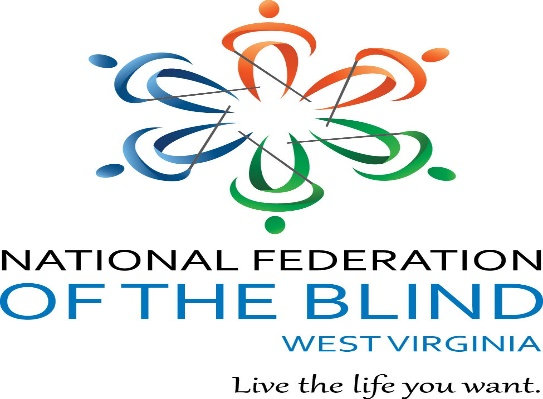 NATIONAL FEDERATION
OF THE BLIND
WEST VIRGINIA
Live the life you want.